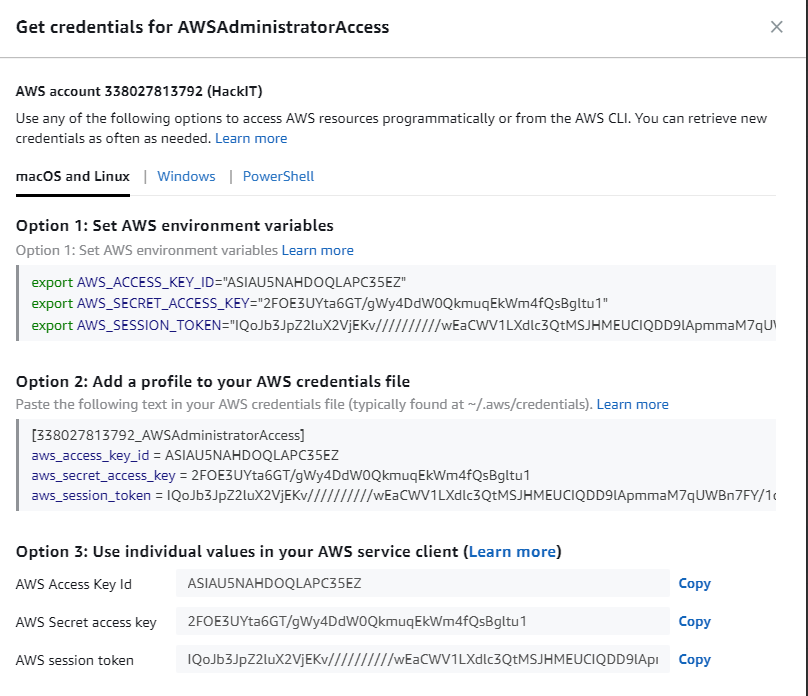 Get credentials for AWSAdministratorAccess
AWS account 338027813792 (HackIT)
Use any of the following options to access AWS resources programmatically or from the AWS CLI. You can retrieve new
credentials as often as needed. Learn more
macOS and Linux | Windows | PowerShell
Option 1: Set AWS environment variables
Option 1: Set AWS environment variables Learn more
export AWS_ACCESS_KEY_ID="ASIAU5NAHDOQLAPC35EZ"
export AWS_SECRET_ACCESS_KEY="2FOE3UYta6GT/gWy4DdW0QkmuqEkWm4fQsBgltu1"
export AWS_SESSION_TOKEN="IQoJb3JpZ2luX2VjEKv//////////wEaCWV1LXdlc3QtMSJHMEUCIQDD9lApmmaM7qU
Option 2: Add a profile to your AWS credentials file
Paste the following text in your AWS credentials file (typically found at ~/.aws/credentials). Learn more
[338027813792_AWSAdministratorAccess]
aws_access_key_id = ASIAU5NAHDOQLAPC35EZ
aws_secret_access_key = 2FOE3UYta6GT/gWy4DdW0QkmuqEkWm4fQsBgltu1
aws_session_token = IQoJb3JpZ2luX2VjEKv//////////wEaCWV1LXdlc3QtMSJHMEUCIQDD9lApmmaM7qUWBn7FY/1
Option 3: Use individual values in your AWS service client (Learn more)
AWS Access Key Id ASIAU5NAHDOQLAPC35EZ Copy
AWS Secret access key 2FOE3UYta6GT/gWy4DdW0QkmuqEkWm4fQsBgltu1 Copy
AWS session token IQoJb3JpZ2luX2VjEKv//////////wEaCWV1LXdlc3QtMSJHMEUCIQDD9lAp Copy